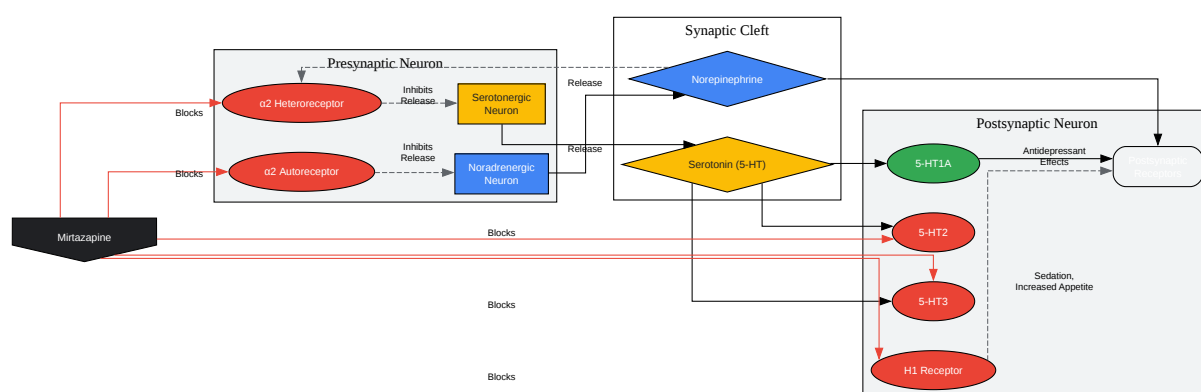 Synaptic Cleft
Presynaptic Neuron
Norepinephrine
Release
Inhibits
Release
α2 Heteroreceptor
Serotonergic
Neuron
Blocks
Postsynaptic Neuron
Inhibits
Release
Release
Serotonin (5-HT)
5-HT1A
Antidepressant
Effects
Postsynaptic
Receptors
α2 Autoreceptor
Noradrenergic
Neuron
Blocks
Mirtazapine
Blocks
5-HT2
Sedation,
Increased Appetite
Blocks
5-HT3
Blocks
H1 Receptor